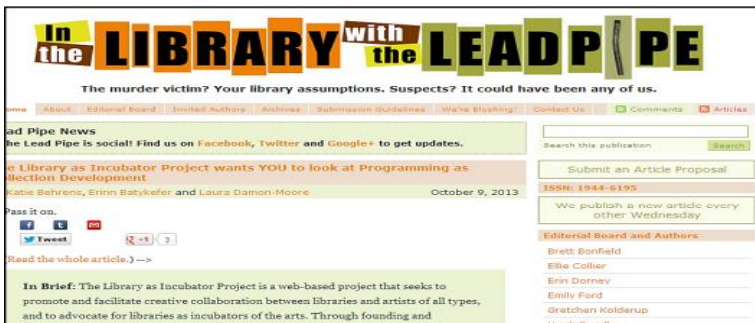 In the LIBRARY with the LEAD PIPE
The murder victim? Your library assumptions. Suspects? It could have been any of us.
ome About Editorial Board Invited Authors Archives Submission Guidelines We're Blushing! Contact Us Comments Articles
ad Pipe News
he Lead Pipe is social! Find us on Facebook, Twitter and Google+ to get updates.
e Library as Incubator Project wants YOU to look at Programming as
llection Development
Katie Behrens, Erinn Batykefer and Laura Damon-Moore October 9, 2013
Pass it on.
Tweet +1 3
(Read the whole article.) -->
In Brief: The Library as Incubator Project is a web-based project that seeks to
promote and facilitate creative collaboration between libraries and artists of all types,
and to advocate for libraries as incubators of the arts. Through founding and
Search this publication Search
Submit an Article Proposal
ISSN: 1944-6195
We publish a new article every
other Wednesday
Editorial Board and Authors
Brett Bonfield
Ellie Collier
Erin Dorney
Emily Ford
Gretchen Kolderup